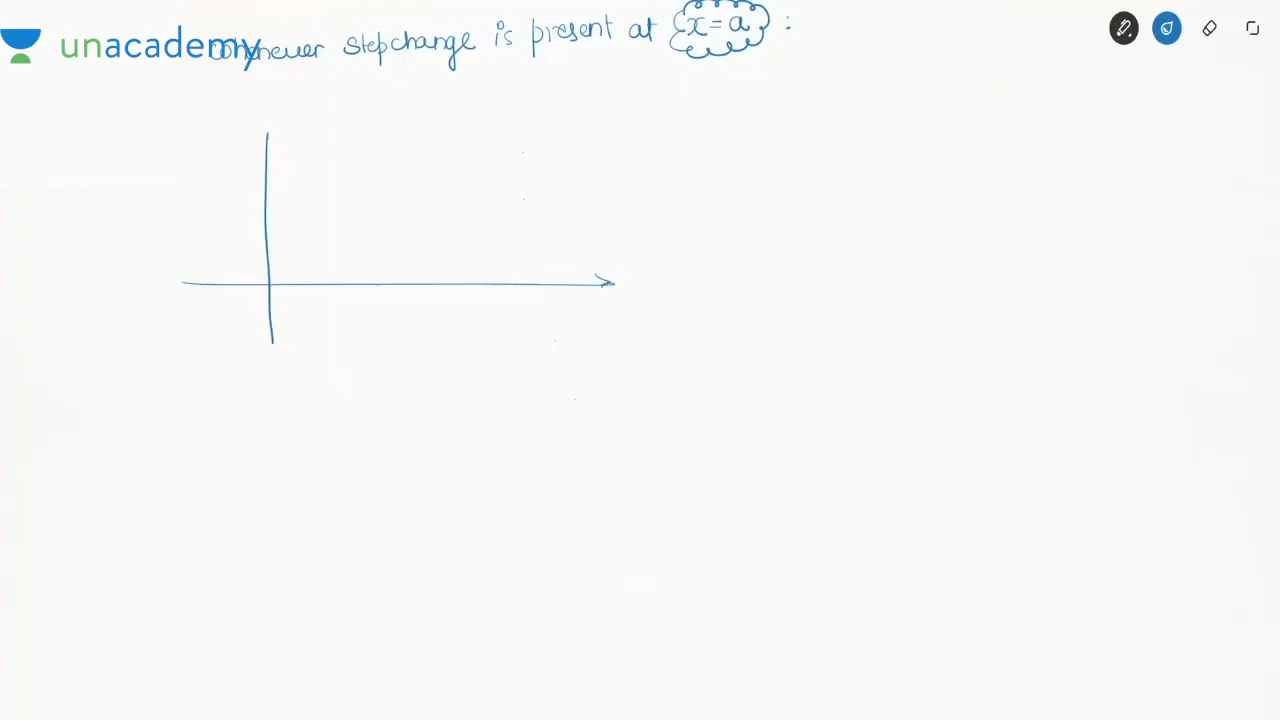 unacademy
whenever stepchange is present at x=a :